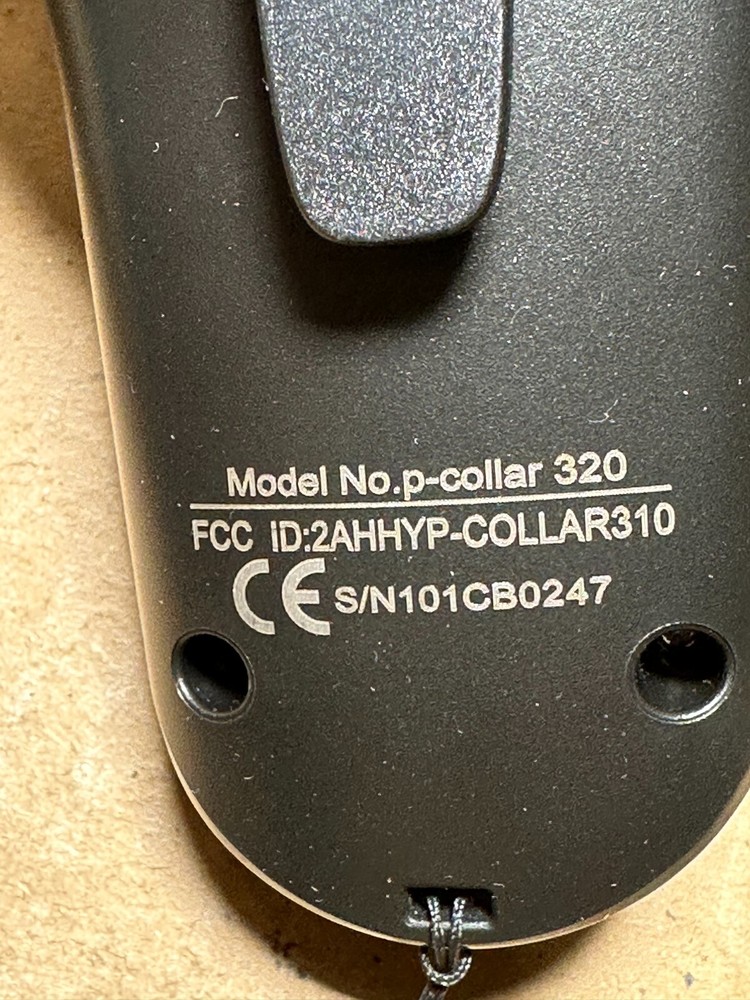 Model No.p-collar 320
FCC ID:2AHHYP-COLLAR310
CE S/N101CB0247